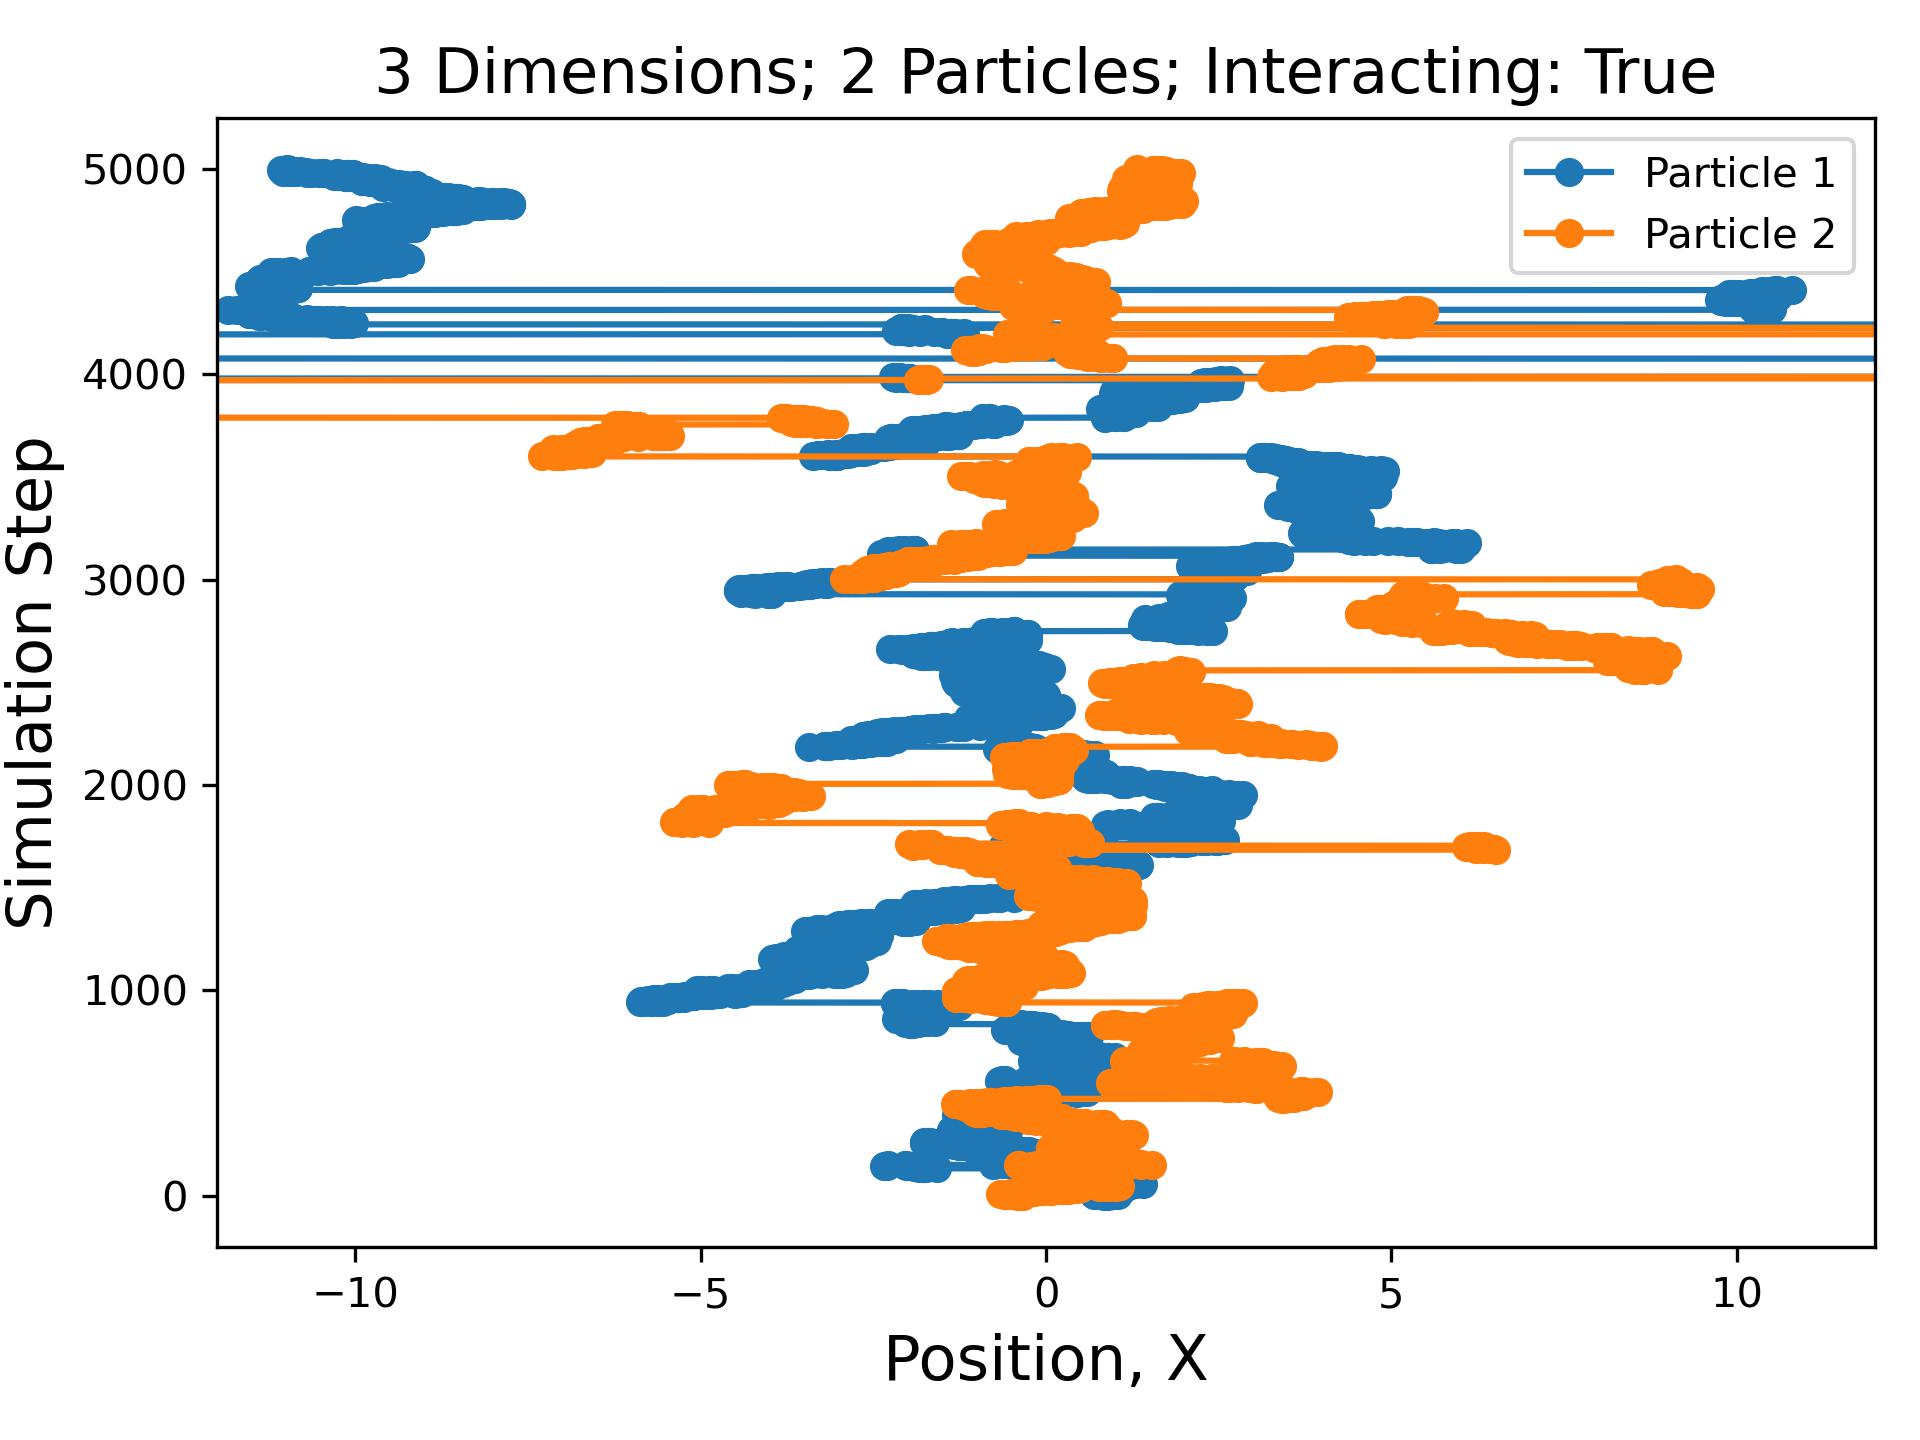 3 Dimensions; 2 Particles; Interacting: True
Particle 1
Particle 2
5000
4000
3000
2000
1000
0
Simulation Step
−10
−5
0
5
10
Position, X